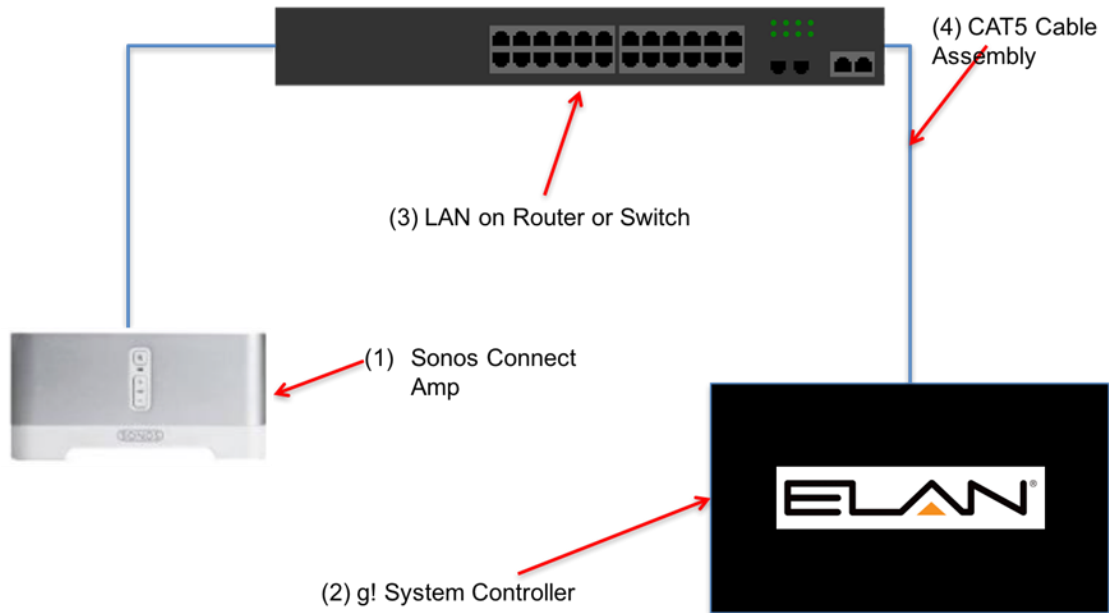 (4) CAT5 Cable
Assembly
(3) LAN on Router or Switch
(1) Sonos Connect
Amp
SONOS
ELAN®
(2) g! System Controller